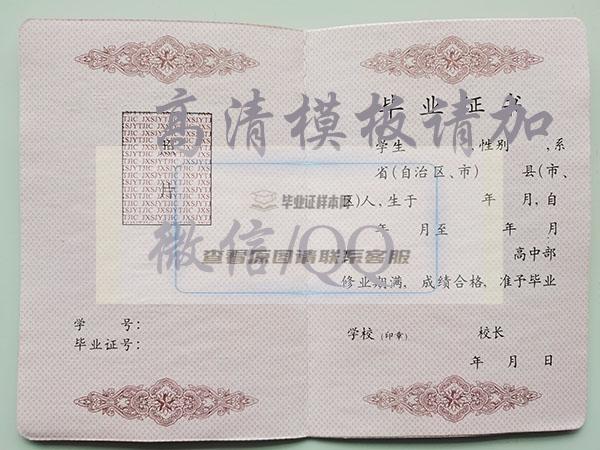 毕业证书
JXSJYTJIC
照
片
学生 ,性别 ,系
省(自治区、市) 县(市、
区)人,生于 年 月,自
年 月至 年 月
高中部
修业期满, 成绩合格, 准予毕业
学 号:
毕业证号:
学校(印章) 校长
年 月 日
高清模板请加
微信/QQ
毕业证样本网
查看原图请联系客服